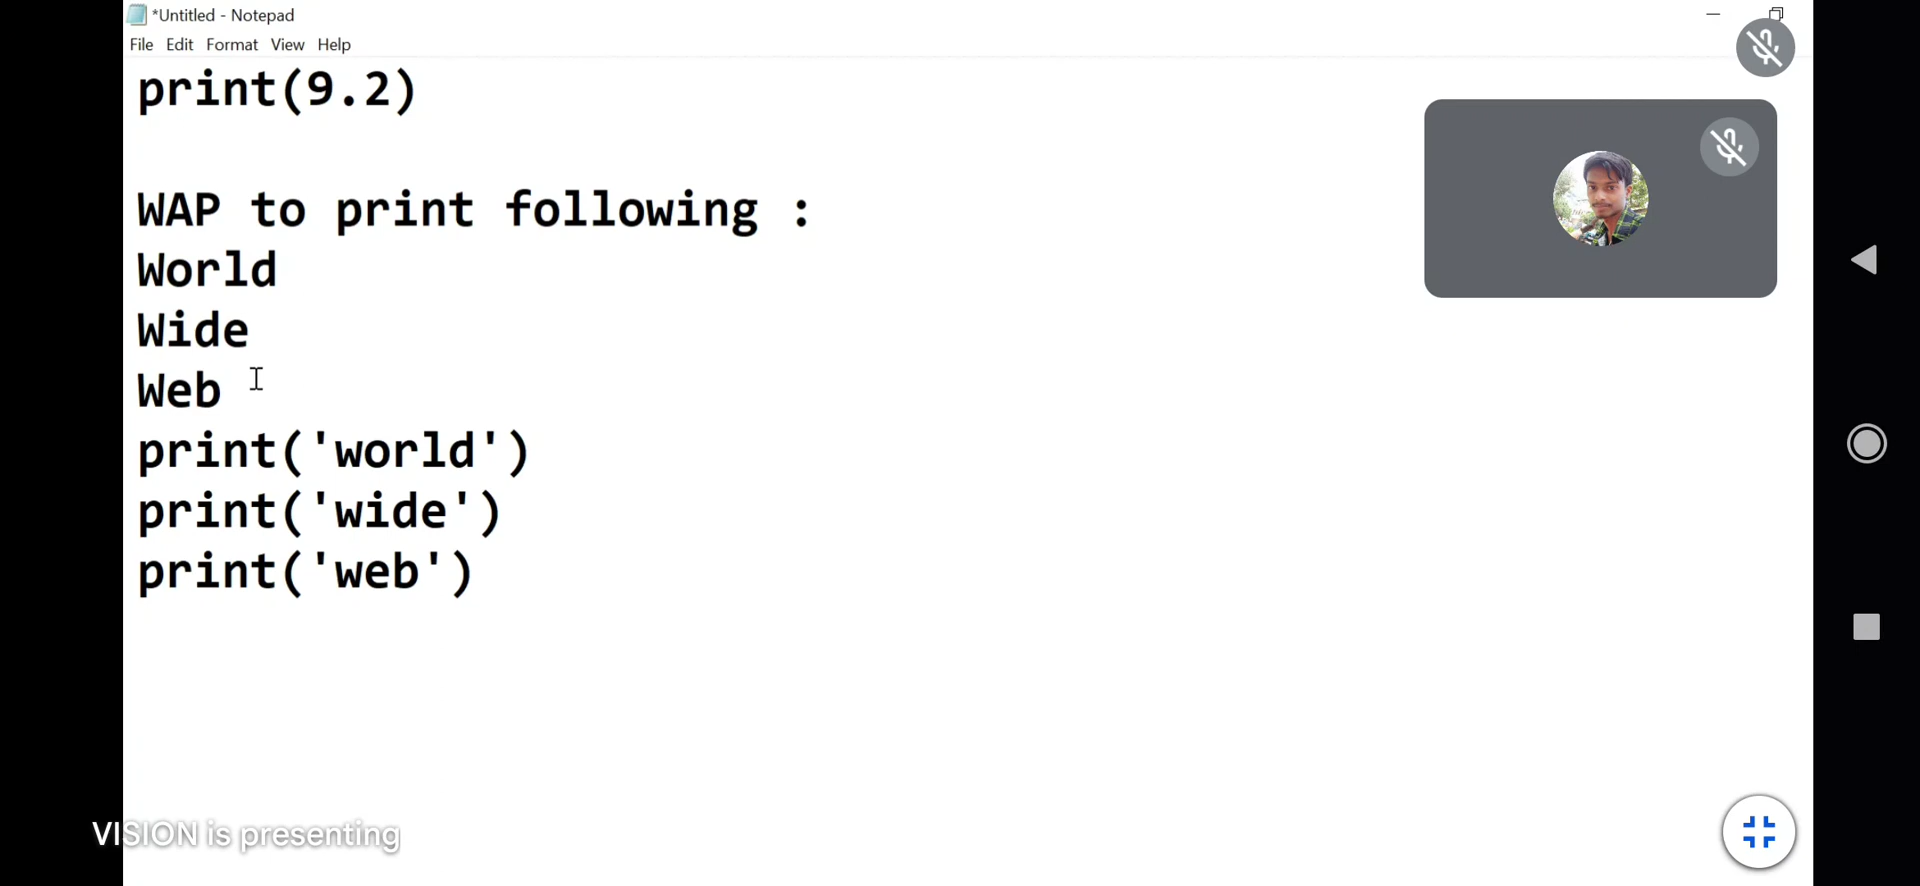 *Untitled - Notepad
File Edit Format View Help
print(9.2)
WAP to print following :
World
Wide
Web
print('world')
print('wide')
print('web')
VISION is presenting